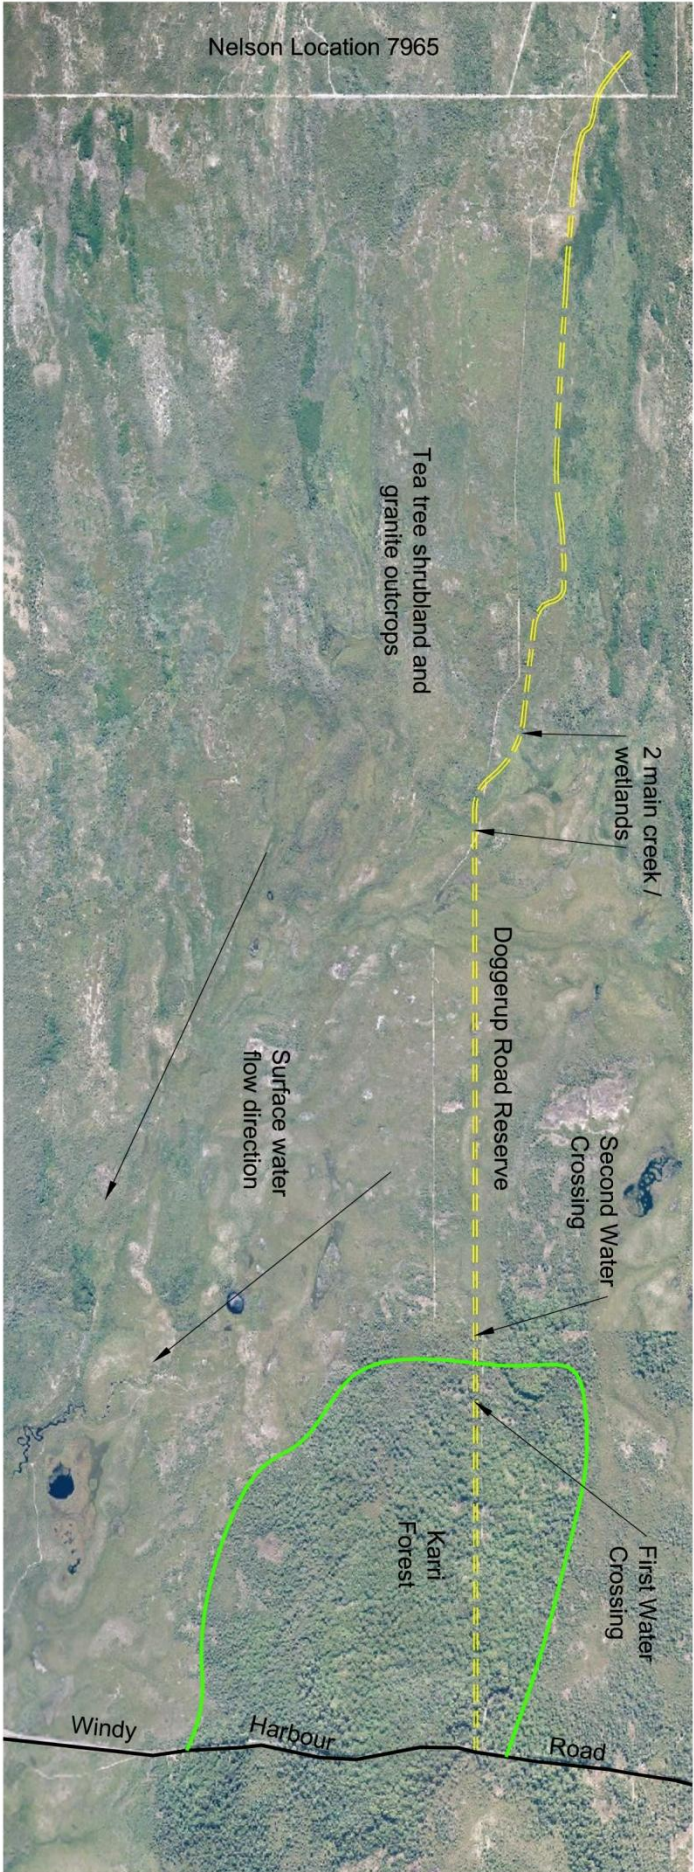 Nelson Location 7965
Tea tree shrubland and
granite outcrops
2 main creek /
wetlands
Doggerup Road Reserve
Surface water
flow direction
Second Water
Crossing
First Water
Crossing
Karri
Forest
Windy Harbour Road